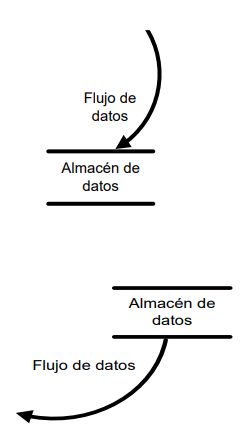 Flujo de
datos
Almacén de
datos
Almacén de
datos
Flujo de datos